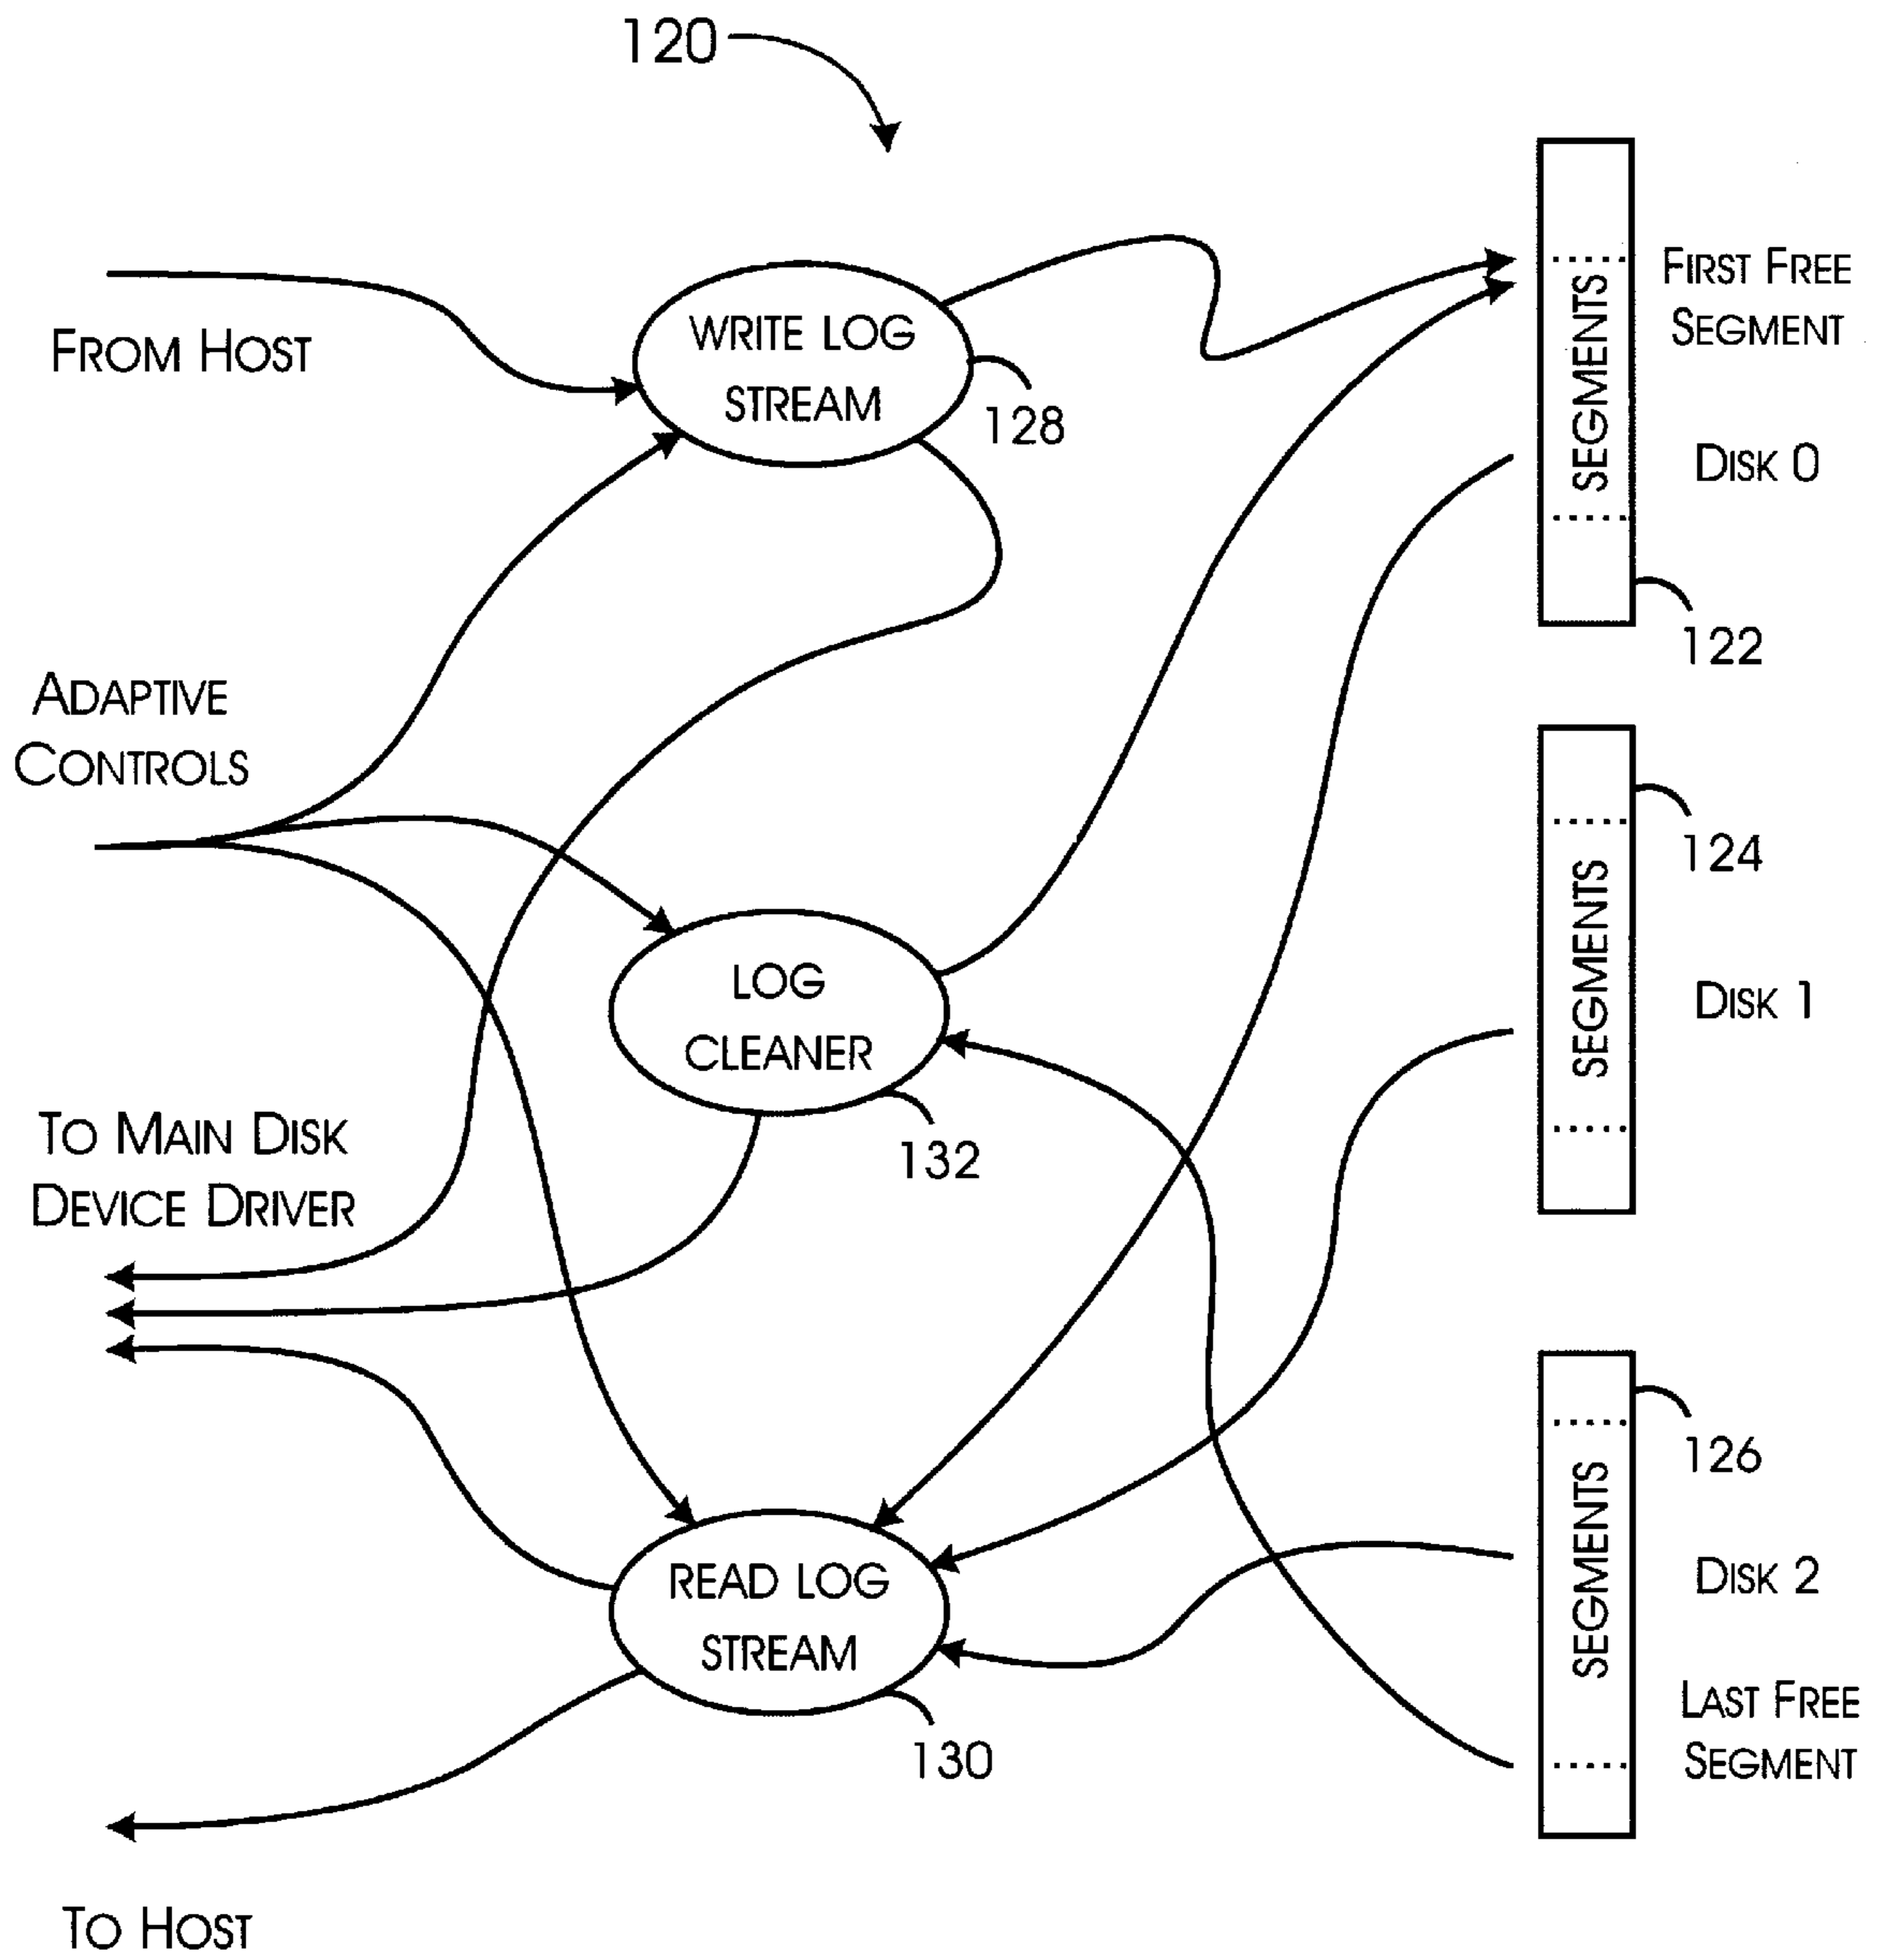 120
FROM HOST
WRITE LOG
STREAM
128
FIRST FREE
SEGMENT
SEGMENTS
DISK 0
122
ADAPTIVE
CONTROLS
124
SEGMENTS
DISK 1
LOG
CLEANER
132
TO MAIN DISK
DEVICE DRIVER
126
SEGMENTS
DISK 2
READ LOG
STREAM
130
LAST FREE
SEGMENT
TO HOST